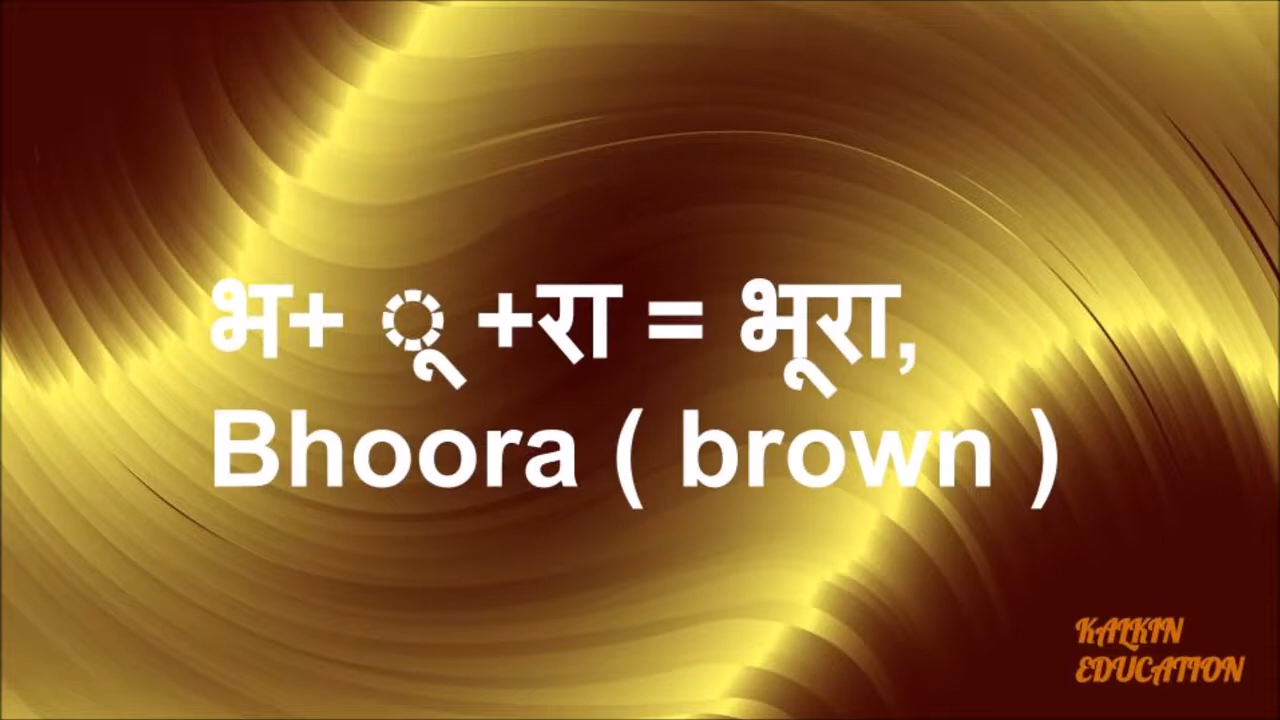 भ+ ू +रा = भूरा,
Bhoora ( brown )
KALKIN
EDUCATION